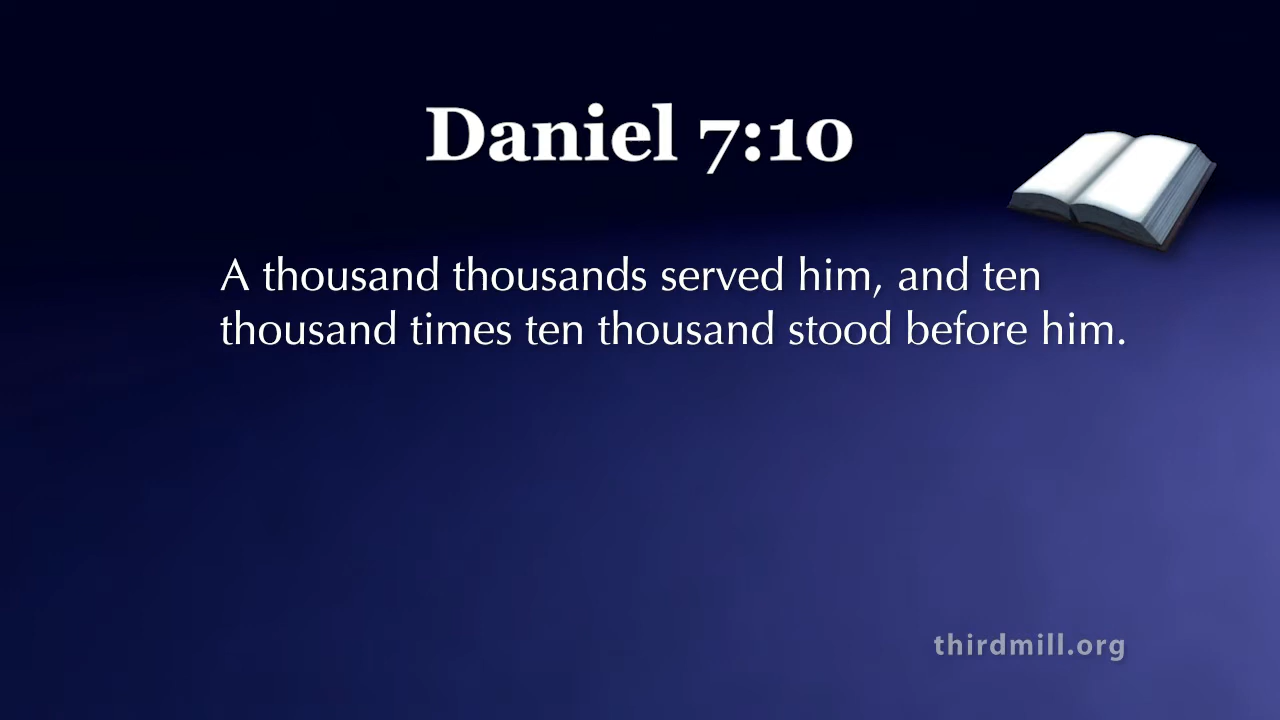 Daniel 7:10
A thousand thousands served him, and ten
thousand times ten thousand stood before him.
thirdmill.org